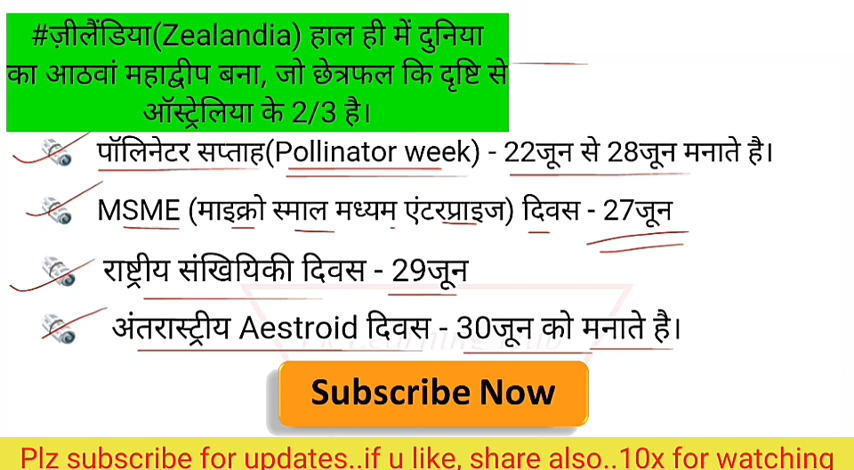 #ज़ीलैंडिया(Zealandia) हाल ही में दुनिया
का आठवां महाद्वीप बना, जो छेत्रफल कि दृष्टि से
ऑस्ट्रेलिया के 2/3 है।
पॉलिनेटर सप्ताह(Pollinator week) - 22जून से 28जून मनाते है।
MSME (माइक्रो स्माल मध्यम एंटरप्राइज) दिवस - 27जून
राष्ट्रीय संखियिकी दिवस - 29जून
अंतरास्ट्रीय Aestroid दिवस - 30जून को मनाते है।
Subscribe Now
Plz subscribe for updates..if u like, share also..10x for watching